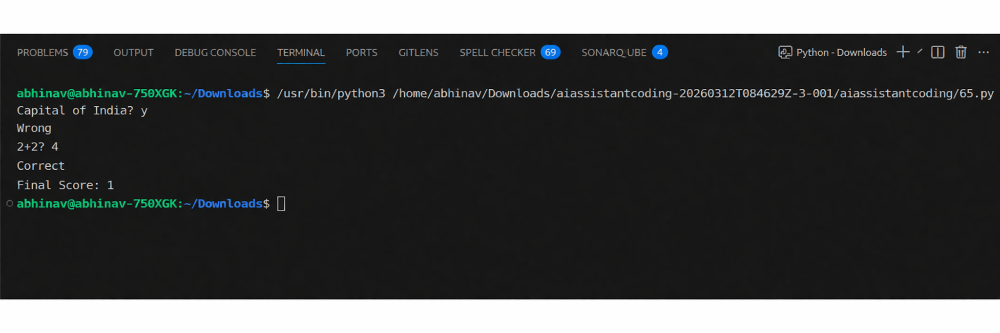 PROBLEMS 79 OUTPUT DEBUG CONSOLE TERMINAL PORTS GITLENS SPELL CHECKER 69 SONARQUBE 4 Python - Downloads
abhinav@abhinav-750XGK:~/Downloads$ /usr/bin/python3 /home/abhinav/Downloads/aiassistantcoding-20260312T084629Z-3-001/aiassistantcoding/65.py
Capital of India? y
Wrong
2+2? 4
Correct
Final Score: 1
abhinav@abhinav-750XGK:~/Downloads$